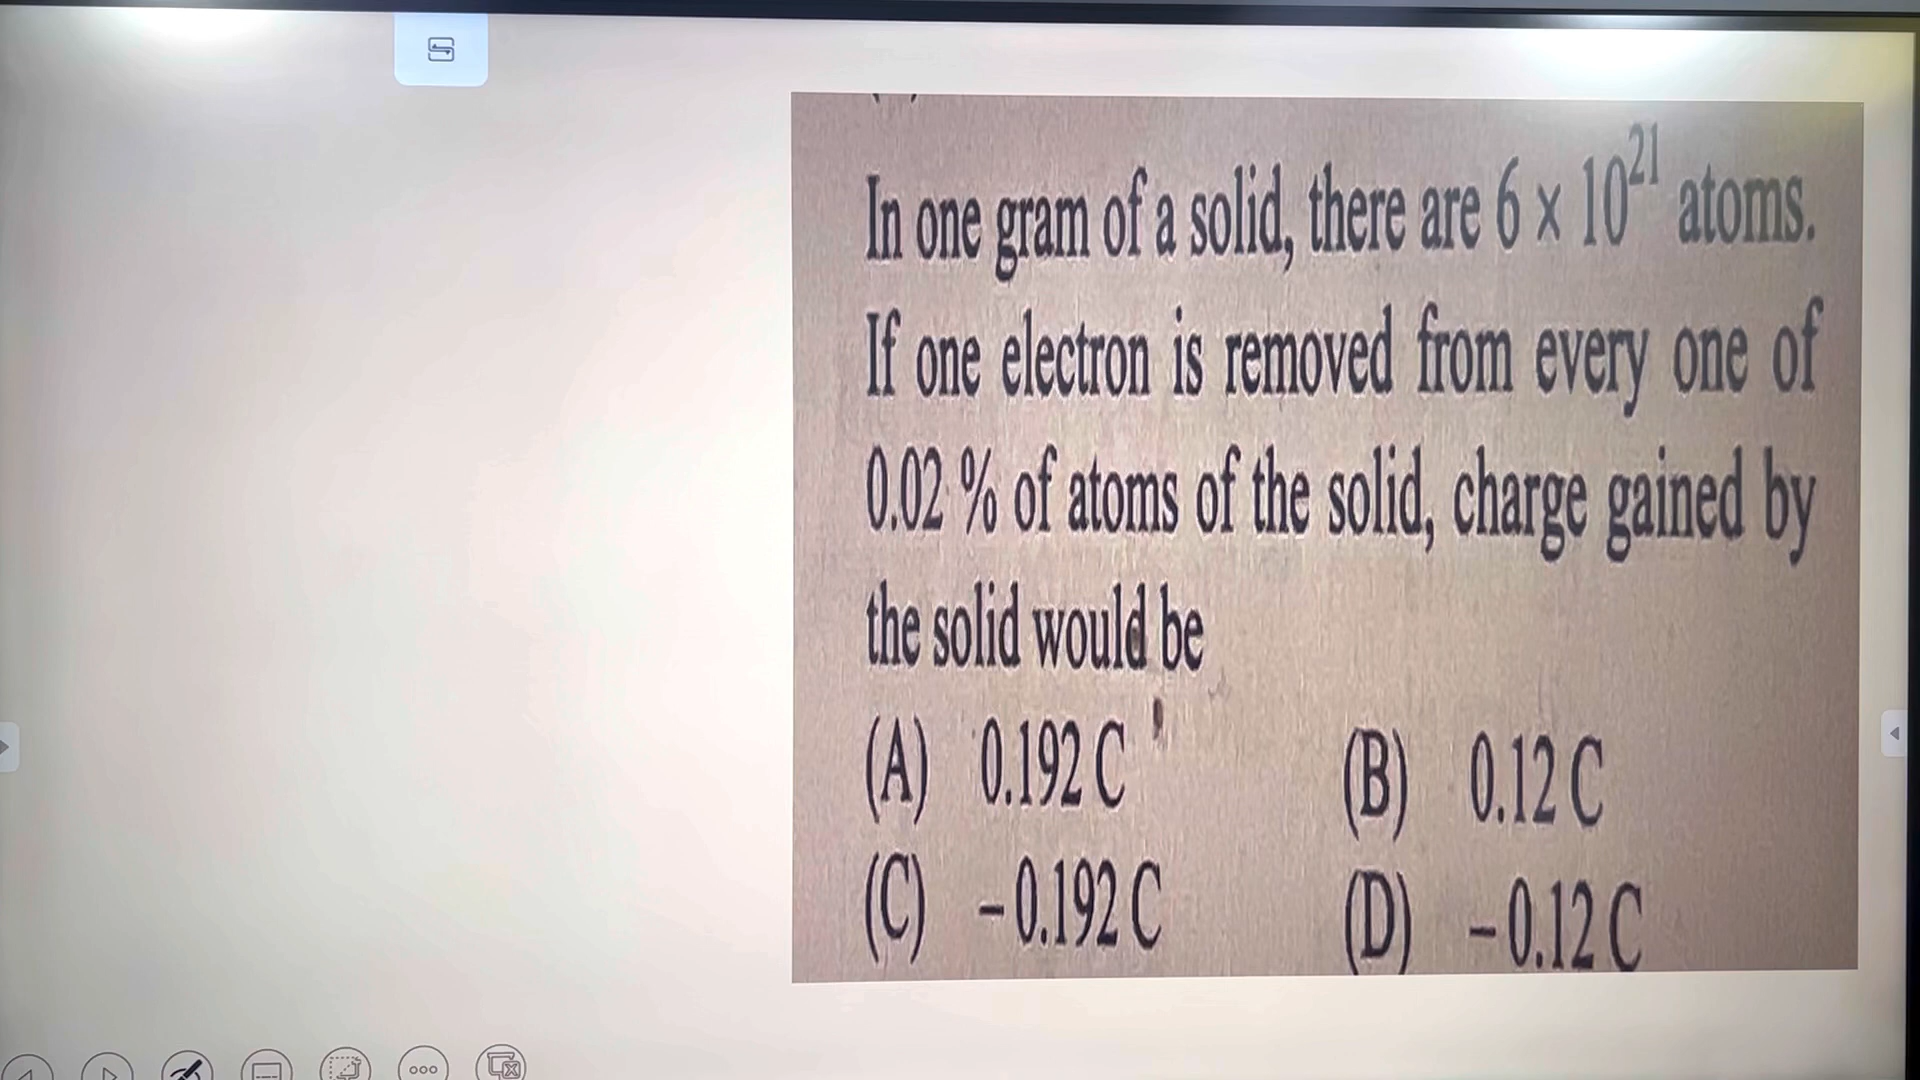 In one gram of a solid, there are 6 × 10²¹ atoms.
If one electron is removed from every one of
0.02 % of atoms of the solid, charge gained by
the solid would be
(A) 0.192 C (B) 0.12 C
(C) –0.192 C (D) –0.12 C